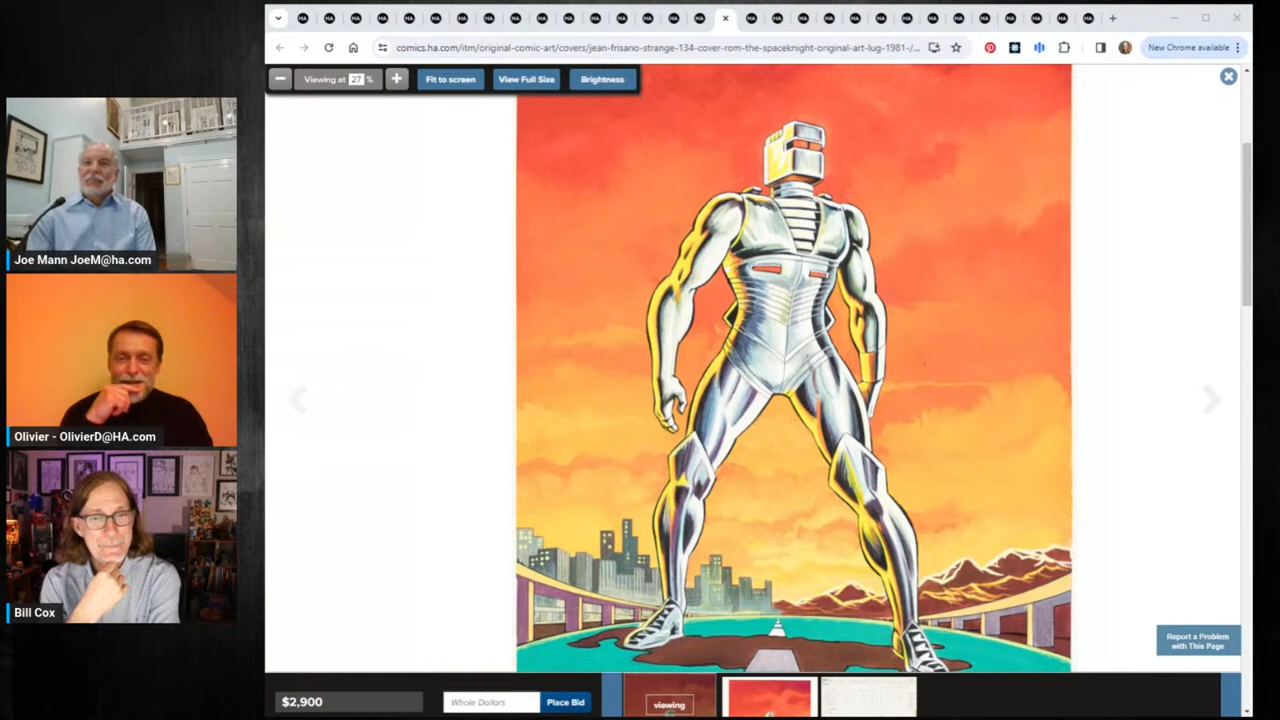 comics.ha.com/itm/original-comic-art/covers/jean-frisano-strange-134-cover-rom-the-spaceknight-original-art-lug-1981-/...
New Chrome available
Viewing at 27 %
Fit to screen
View Full Size
Brightness
Joe Mann JoeM@ha.com
Olivier - OlivierD@HA.com
Bill Cox
Report a Problem
with This Page
$2,900
Whole Dollars
Place Bid
viewing